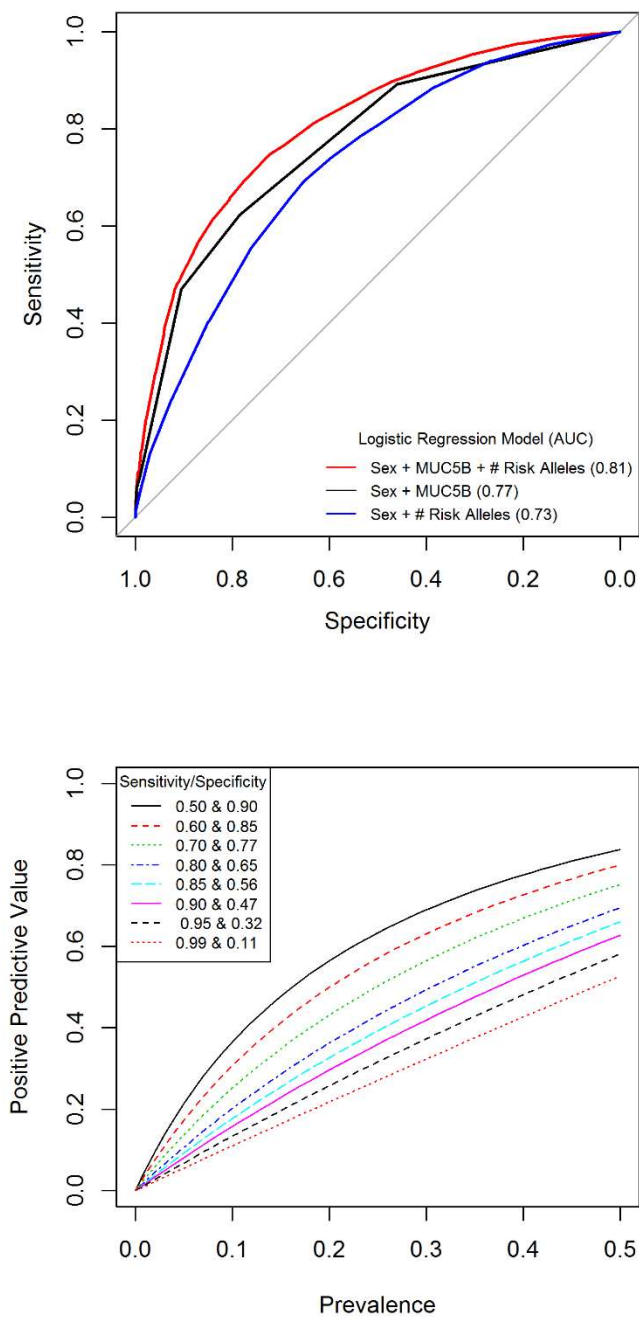 1.0
0.8
0.6
0.4
0.2
0.0
Sensitivity
Logistic Regression Model (AUC)
Sex + MUC5B + # Risk Alleles (0.81)
Sex + MUC5B (0.77)
Sex + # Risk Alleles (0.73)
1.0 0.8 0.6 0.4 0.2 0.0
Specificity
1.0
0.8
0.6
0.4
0.2
0.0
Positive Predictive Value
Sensitivity/Specificity
0.50 & 0.90
0.60 & 0.85
0.70 & 0.77
0.80 & 0.65
0.85 & 0.56
0.90 & 0.47
0.95 & 0.32
0.99 & 0.11
0.0 0.1 0.2 0.3 0.4 0.5
Prevalence